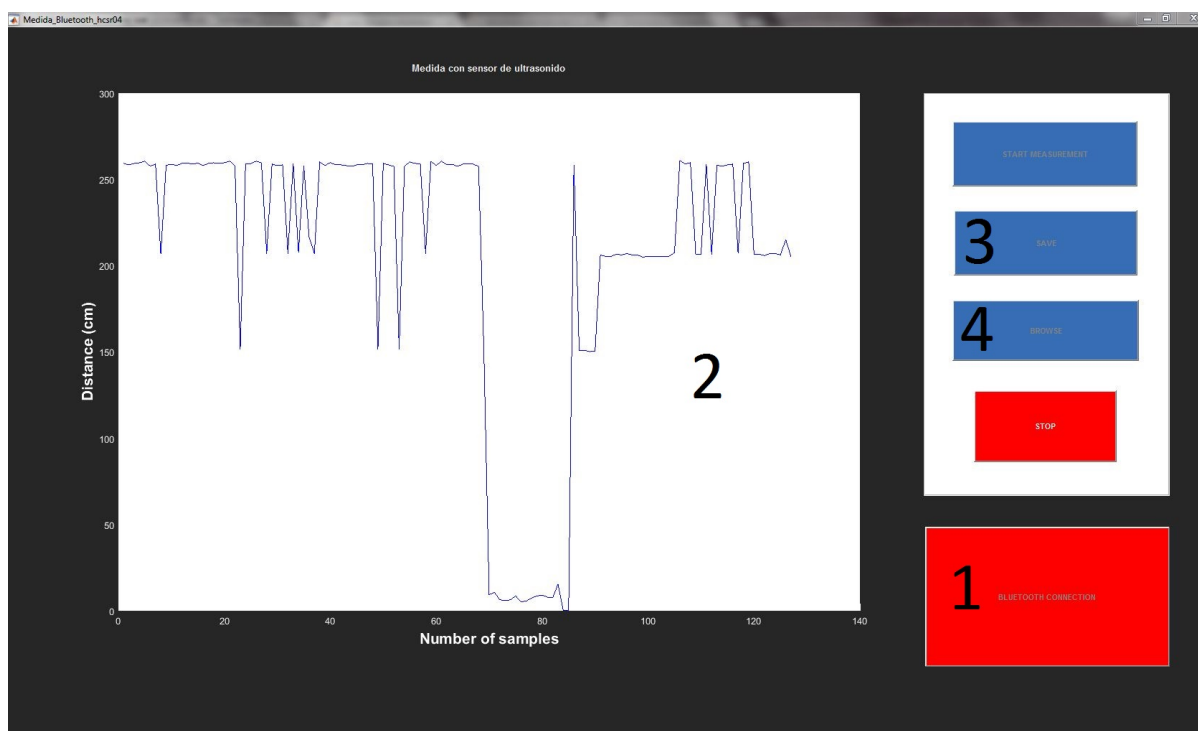 Medida_Bluetooth_hcsr04
Medida con sensor de ultrasonido
300
250
200
150
100
50
0
Distance (cm)
0 20 40 60 80 100 120 140
Number of samples
2
START MEASUREMENT
3 SAVE
4 BROWSE
STOP
1 BLUETOOTH CONNECTION